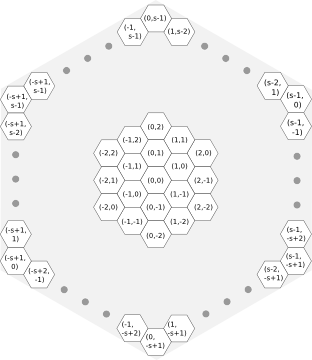 (0,s-1)
(-1,
s-1)
(1,s-2)
(-s+1,
s-1)
(-s+1,
s-1)
(-s+1,
s-2)
(s-2,
1)
(s-1,
0)
(s-1,
-1)
(0,2)
(-1,2)
(1,1)
(-2,2)
(0,1)
(2,0)
(-1,1)
(1,0)
(-2,1)
(0,0)
(2,-1)
(-1,0)
(1,-1)
(-2,0)
(0,-1)
(2,-2)
(-1,-1)
(1,-2)
(0,-2)
(-s+1,
1)
(-s+1,
0)
(-s+2,
-1)
(s-1,
-s+2)
(s-1,
-s+1)
(s-2,
-s+1)
(-1,
-s+2)
(0,
-s+1)
(1,
-s+1)